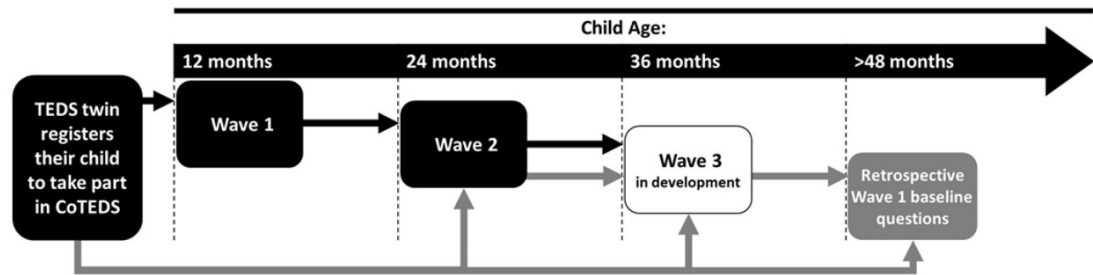 Child Age:
12 months
24 months
36 months
>48 months
TEDS twin
registers
their child
to take part
in CoTEDS
Wave 1
Wave 2
Wave 3
in development
Retrospective
Wave 1 baseline
questions